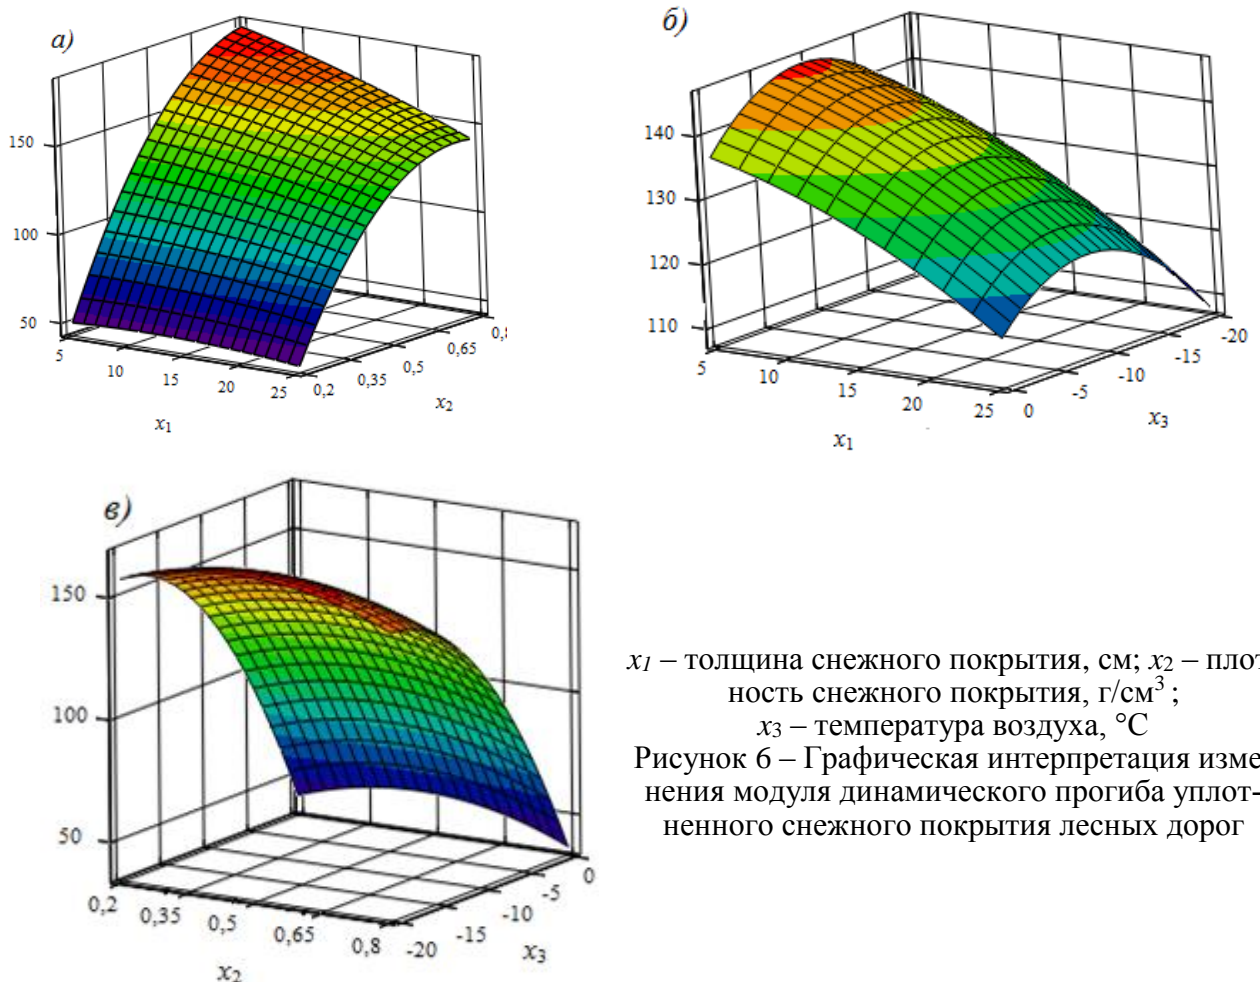 а)
150
100
50
5
10
15
20
25
0,2
0,35
0,5
0,65
0,8
x1
x2
б)
140
130
120
110
5
10
15
20
25
0
-5
-10
-15
-20
x1
x3
в)
150
100
50
0,2
0,35
0,5
0,65
0,8
-20
-15
-10
-5
0
x2
x3
x1 – толщина снежного покрытия, см; x2 – плот
ность снежного покрытия, г/см³ ;
x3 – температура воздуха, °С
Рисунок 6 – Графическая интерпретация изме
нения модуля динамического прогиба уплот-
ненного снежного покрытия лесных дорог